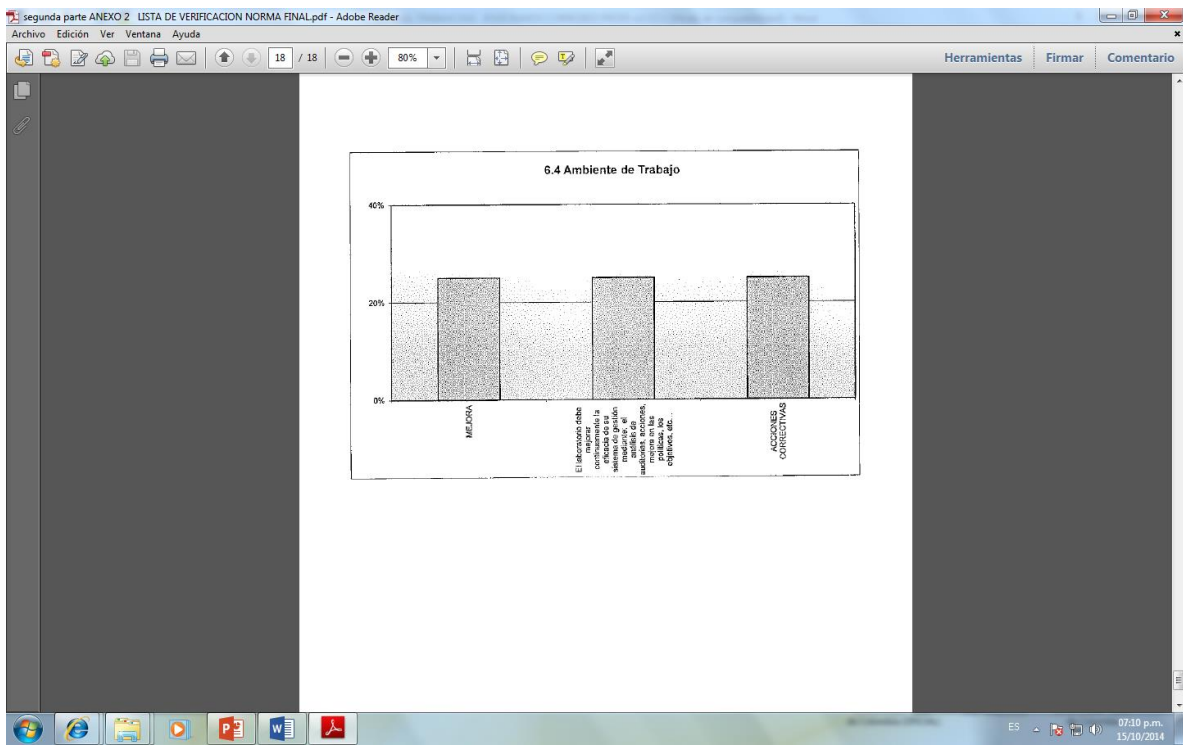 segunda parte ANEXO 2 LISTA DE VERIFICACION NORMA FINAL.pdf - Adobe Reader
Archivo Edición Ver Ventana Ayuda
18 / 18 80% Herramientas Firmar Comentario
6.4 Ambiente de Trabajo
40%
20%
0%
MEJORA
El laboratorio debe
mejorar
continuamente la
eficacia de su
sistema de gestión
mediante: el
análisis de
auditorias, acciones,
mejora en las
políticas, los
objetivos, etc. .
ACCIONES
CORRECTIVAS
ES 07:10 p.m.
15/10/2014